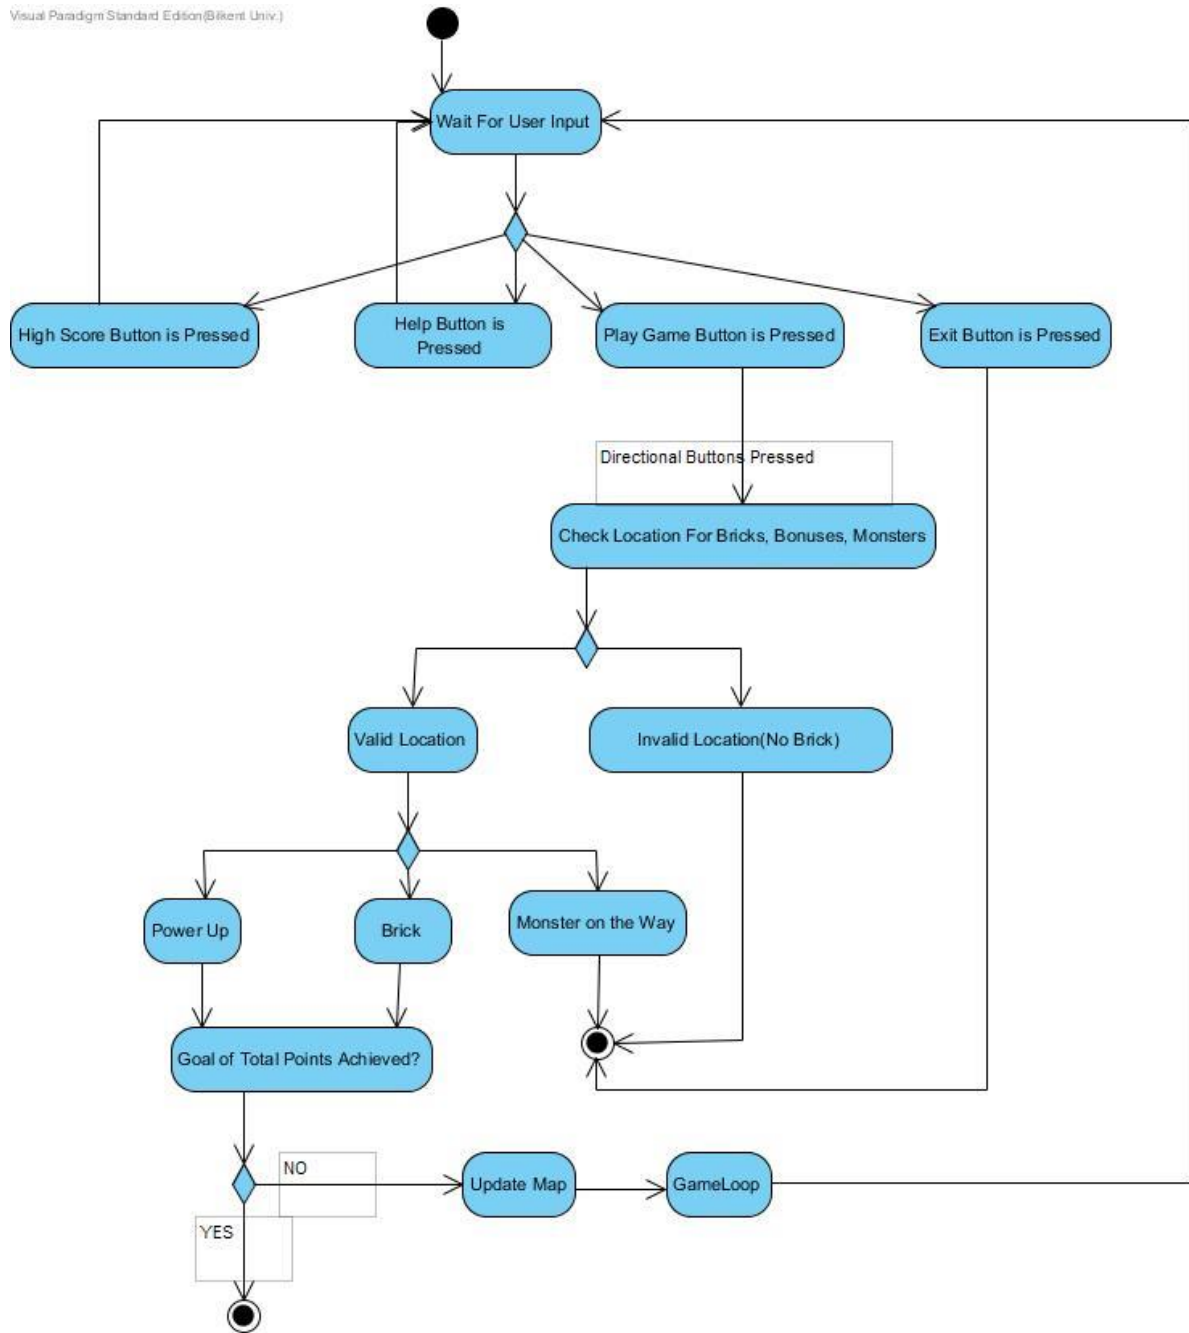 Visual Paradigm Standard Edition(Bilkent Univ.)
Wait For User Input
High Score Button is Pressed
Help Button is
Pressed
Play Game Button is Pressed
Exit Button is Pressed
Directional Buttons Pressed
Check Location For Bricks, Bonuses, Monsters
Valid Location
Invalid Location(No Brick)
Power Up
Brick
Monster on the Way
Goal of Total Points Achieved?
NO
Update Map
GameLoop
YES